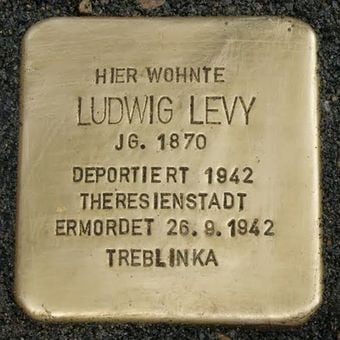 HIER WOHNTE
LUDWIG LEVY
JG. 1870
DEPORTIERT 1942
THERESIENSTADT
ERMORDET 26.9.1942
TREBLINKA